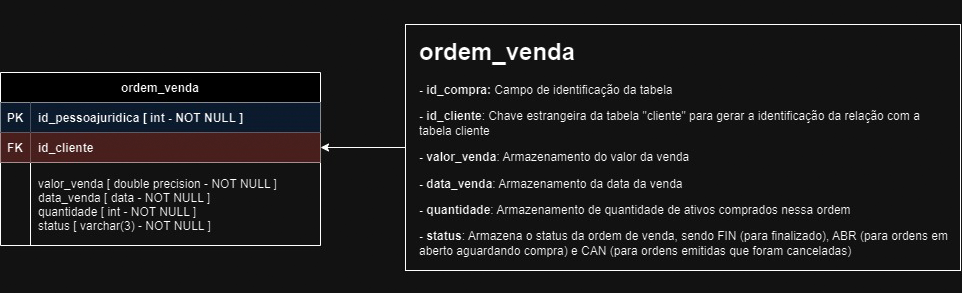 ordem_venda
PK id_pessoajuridica [ int - NOT NULL ]
FK id_cliente
valor_venda [ double precision - NOT NULL ]
data_venda [ data - NOT NULL ]
quantidade [ int - NOT NULL ]
status [ varchar(3) - NOT NULL ]
ordem_venda
- id_compra: Campo de identificação da tabela
- id_cliente: Chave estrangeira da tabela "cliente" para gerar a identificação da relação com a
tabela cliente
- valor_venda: Armazenamento do valor da venda
- data_venda: Armazenamento da data da venda
- quantidade: Armazenamento de quantidade de ativos comprados nessa ordem
- status: Armazena o status da ordem de venda, sendo FIN (para finalizado), ABR (para ordens em
aberto aguardando compra) e CAN (para ordens emitidas que foram canceladas)